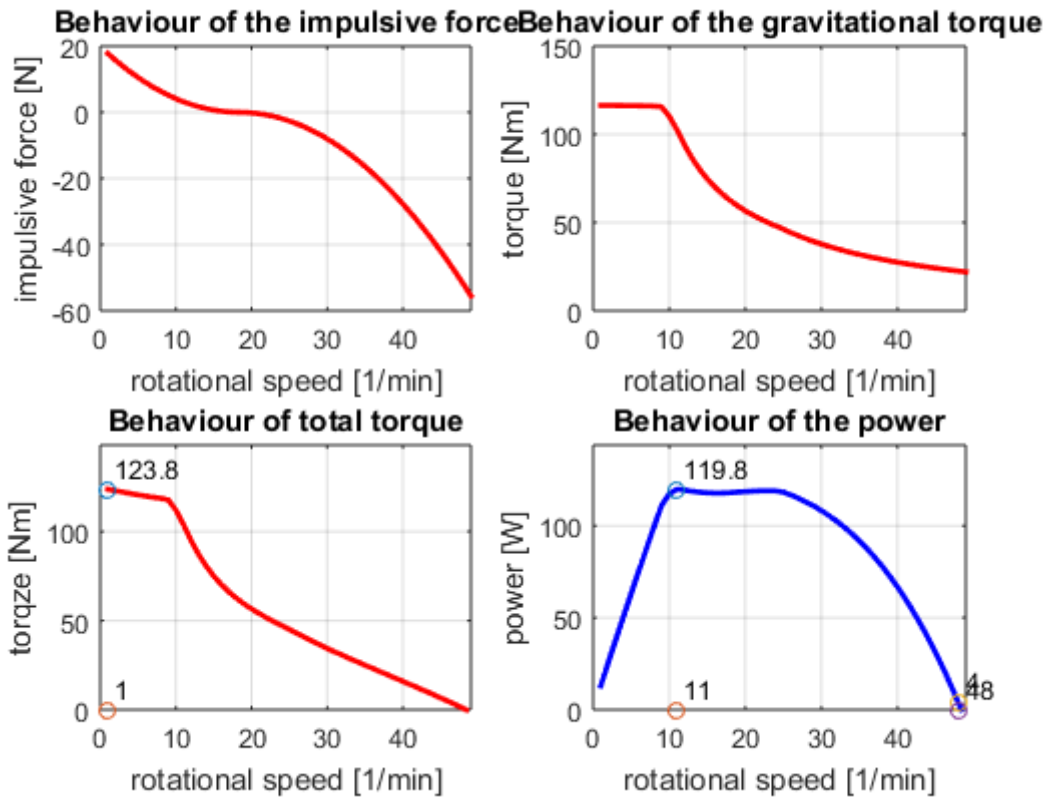 Behaviour of the impulsive force
20
0
-20
-40
-60
impulsive force [N]
0 10 20 30 40
rotational speed [1/min]
Behaviour of the gravitational torque
150
100
50
0
torque [Nm]
0 10 20 30 40
rotational speed [1/min]
Behaviour of total torque
123.8
100
50
0
torqze [Nm]
1
0 10 20 30 40
rotational speed [1/min]
Behaviour of the power
119.8
100
50
0
power [W]
11
4
48
0 10 20 30 40
rotational speed [1/min]